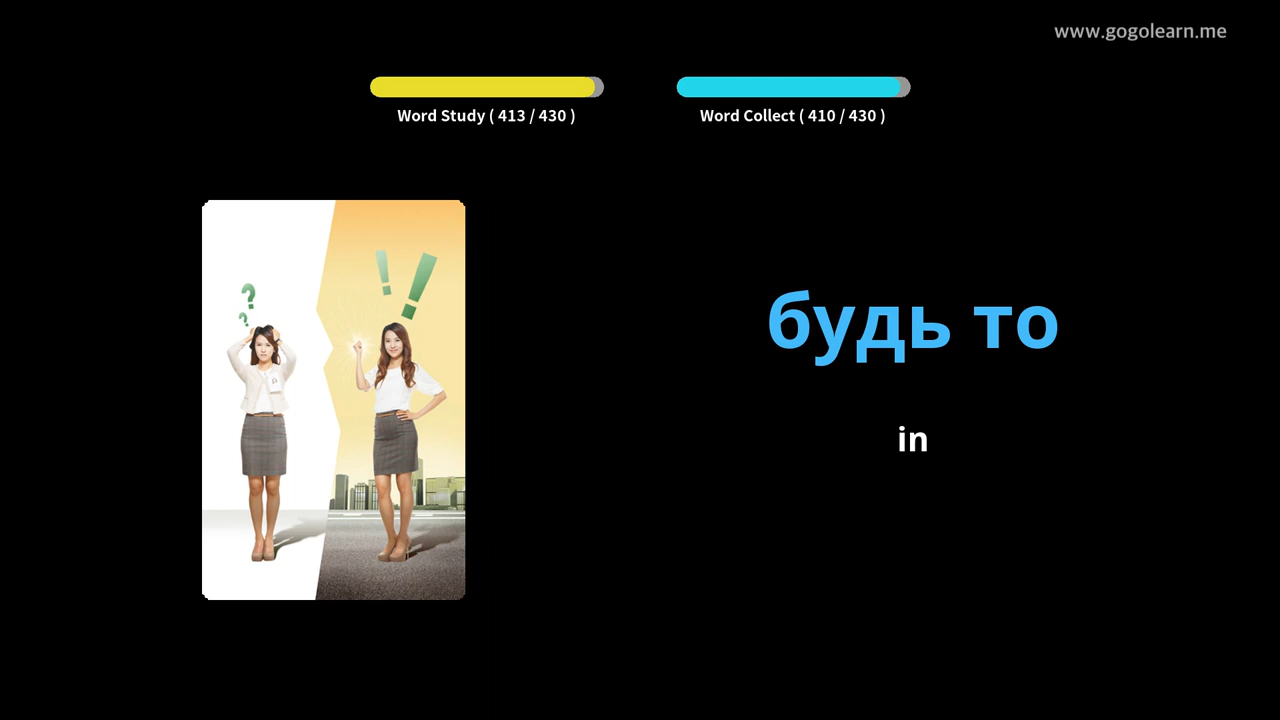 www.gogolearn.me
Word Study ( 413 / 430 )
Word Collect ( 410 / 430 )
? ?
! !
будь то
in